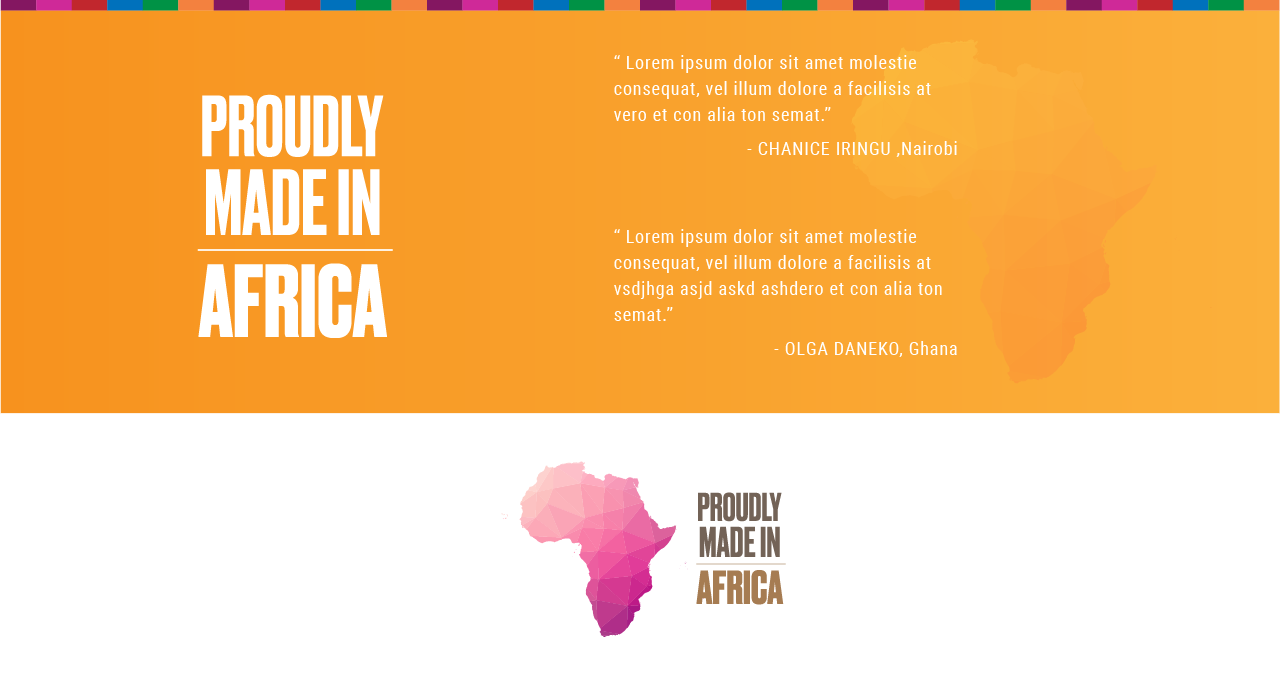 PROUDLY
MADE IN
AFRICA
“ Lorem ipsum dolor sit amet molestie
consequat, vel illum dolore a facilisis at
vero et con alia ton semat.”
- CHANICE IRINGU ,Nairobi
“ Lorem ipsum dolor sit amet molestie
consequat, vel illum dolore a facilisis at
vsdjhga asjd askd ashdero et con alia ton
semat.”
- OLGA DANEKO, Ghana
PROUDLY
MADE IN
AFRICA